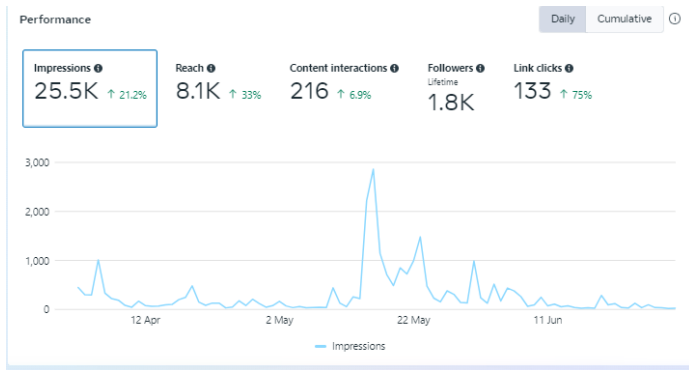 Performance
Daily Cumulative
Impressions Reach Content interactions Followers Link clicks
Lifetime
25.5K ↑ 21.2% 8.1K ↑ 33% 216 ↑ 6.9% 1.8K 133 ↑ 75%
3,000
2,000
1,000
0
12 Apr 2 May 22 May 11 Jun
Impressions